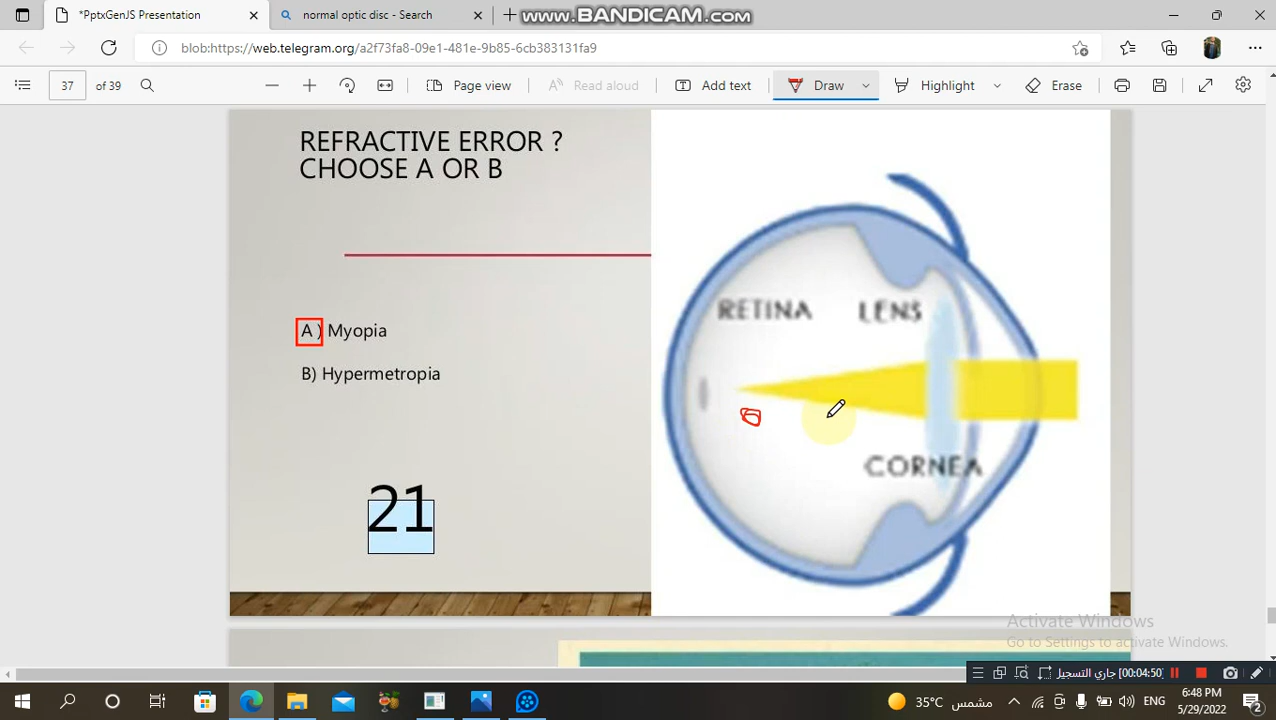 *PptxGenJS Presentation
normal optic disc - Search
www.BANDICAM.com
blob:https://web.telegram.org/a2f73fa8-09e1-481e-9b85-6cb383131fa9
37 of 39
Page view
Read aloud
Add text
Draw
Highlight
Erase
REFRACTIVE ERROR ?
CHOOSE A OR B
RETINA
LENS
A ) Myopia
B) Hypermetropia
CORNEA
21
Activate Windows
Go to Settings to activate Windows.
جاري التسجيل [00:04:50]
35° مشمس
ENG
6:48 PM
5/29/2022
2